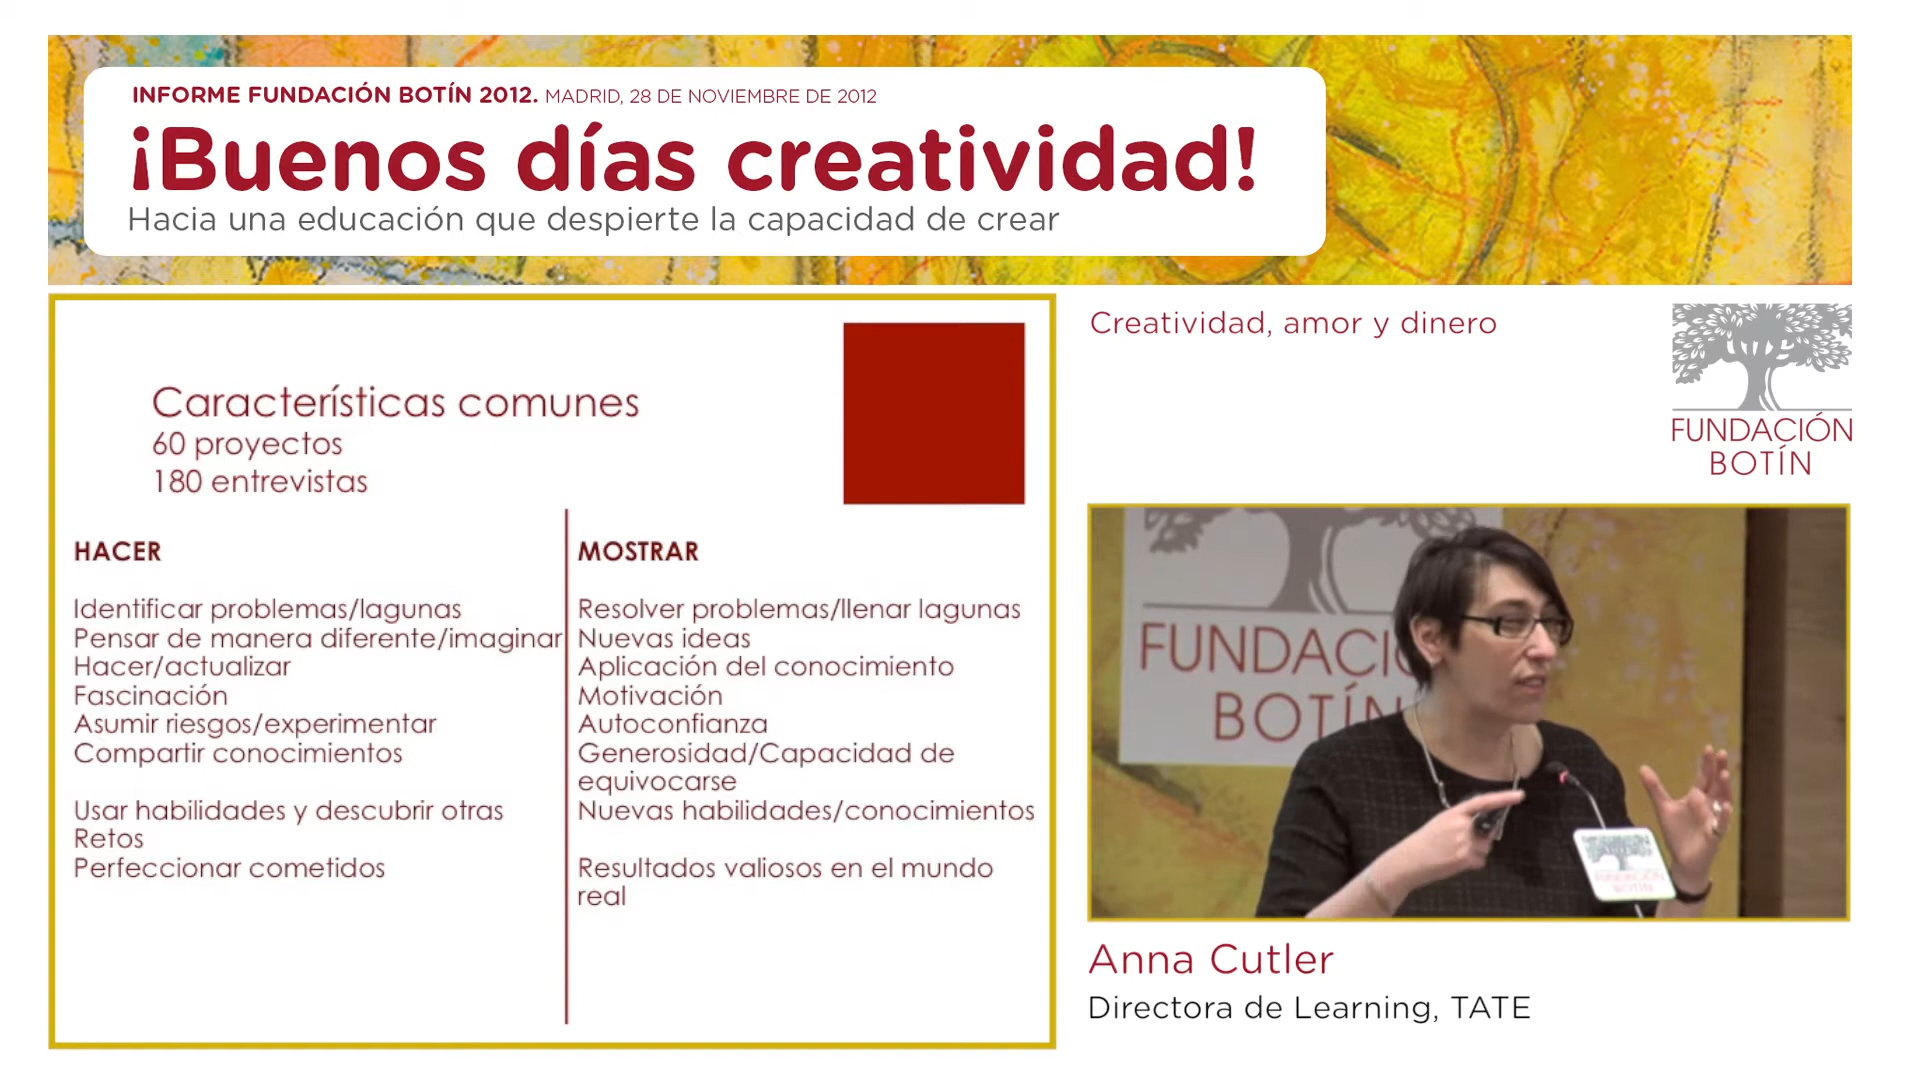 INFORME FUNDACIÓN BOTÍN 2012. MADRID, 28 DE NOVIEMBRE DE 2012
¡Buenos días creatividad!
Hacia una educación que despierte la capacidad de crear
Características comunes
60 proyectos
180 entrevistas
HACER
Identificar problemas/lagunas
Pensar de manera diferente/imaginar
Hacer/actualizar
Fascinación
Asumir riesgos/experimentar
Compartir conocimientos
Usar habilidades y descubrir otras
Retos
Perfeccionar cometidos
MOSTRAR
Resolver problemas/llenar lagunas
Nuevas ideas
Aplicación del conocimiento
Motivación
Autoconfianza
Generosidad/Capacidad de
equivocarse
Nuevas habilidades/conocimientos
Resultados valiosos en el mundo
real
Creatividad, amor y dinero
FUNDACIÓN
BOTÍN
FUNDACIÓ
BOTÍN
FUNDACIÓN
BOTÍN
Anna Cutler
Directora de Learning, TATE